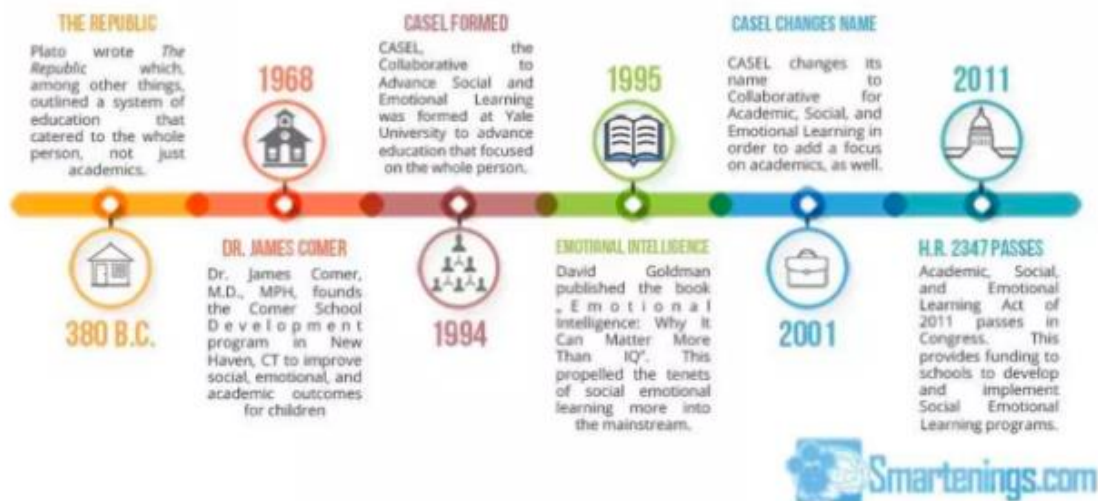 THE REPUBLIC
Plato wrote The
Republic which,
among other things,
outlined a system of
education that
catered to the whole
person, not just
academics.
380 B.C.
1968
DR. JAMES COMER
Dr. James Comer,
M.D., MPH, founds
the Comer School
Development
program in New
Haven, CT to improve
social, emotional, and
academic outcomes
for children
CASEL FORMED
CASEL, the
Collaborative to
Advance Social and
Emotional Learning
was formed at Yale
University to advance
education that focused
on the whole person.
1994
1995
EMOTIONAL INTELLIGENCE
David Goldman
published the book
„Emotional
Intelligence: Why It
Can Matter More
Than IQ”. This
propelled the tenets
of social emotional
learning more into
the mainstream.
CASEL CHANGES NAME
CASEL changes its
name to
Collaborative for
Academic, Social, and
Emotional Learning in
order to add a focus
on academics, as well.
2001
2011
H.R. 2347 PASSES
Academic, Social,
and Emotional
Learning Act of
2011 passes in
Congress. This
provides funding to
schools to develop
and implement
Social Emotional
Learning programs.
Smartenings.com